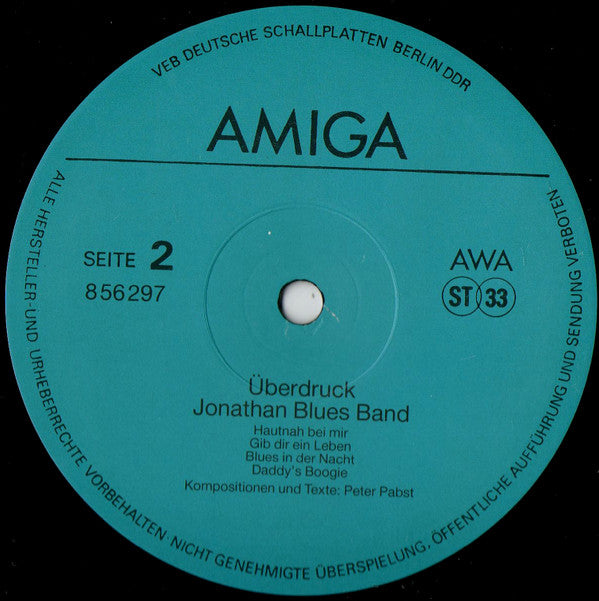 VEB DEUTSCHE SCHALLPLATTEN BERLIN DDR
AMIGA
SEITE 2
856297
AWA
ST 33
Überdruck
Jonathan Blues Band
Hautnah bei mir
Gib dir ein Leben
Blues in der Nacht
Daddy's Boogie
Kompositionen und Texte: Peter Pabst
ALLE HERSTELLER- UND URHEBERRECHTE VORBEHALTEN NICHT GENEHMIGTE ÜBERSPIELUNG, ÖFFENTLICHE AUFFÜHRUNG UND SENDUNG VERBOTEN